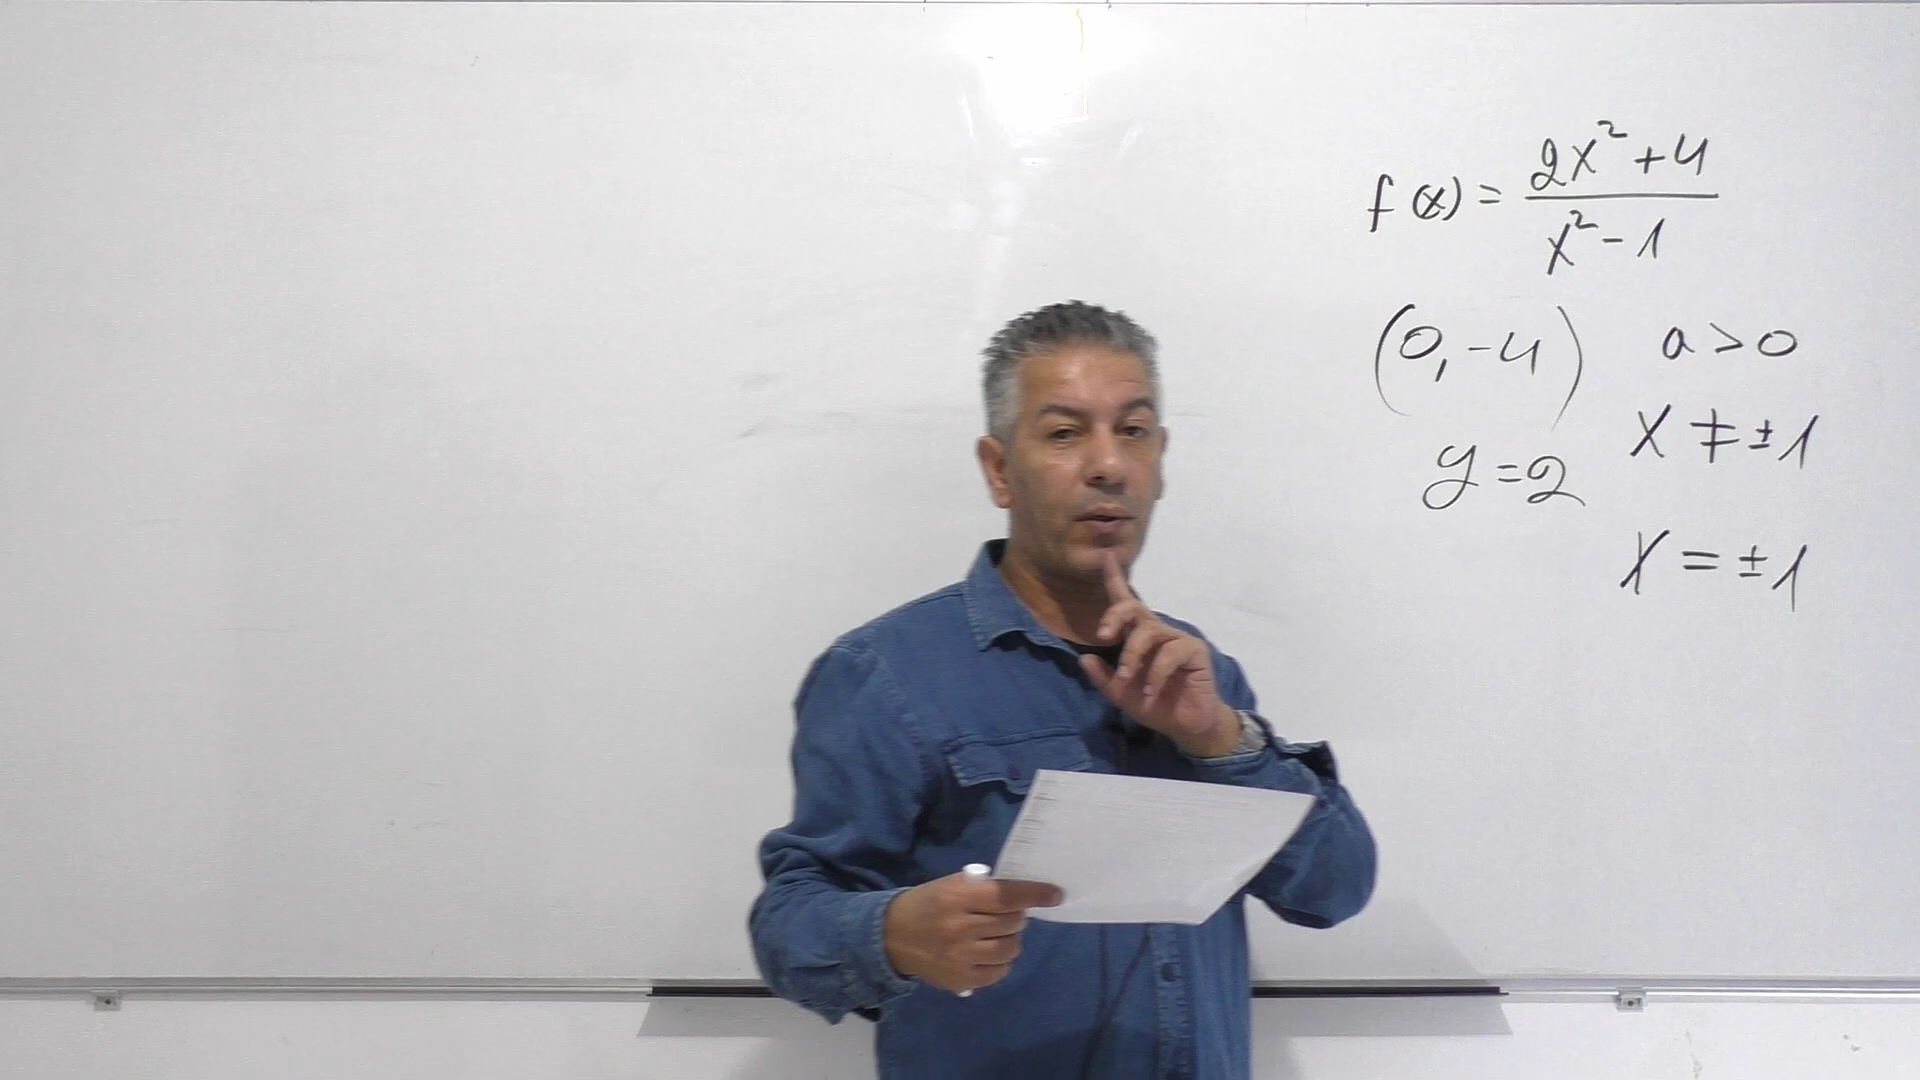 f(x) = (2x² + 4) / (x² - 1)
(0, -4) a > 0
x ≠ ±1
y = 2
x = ±1